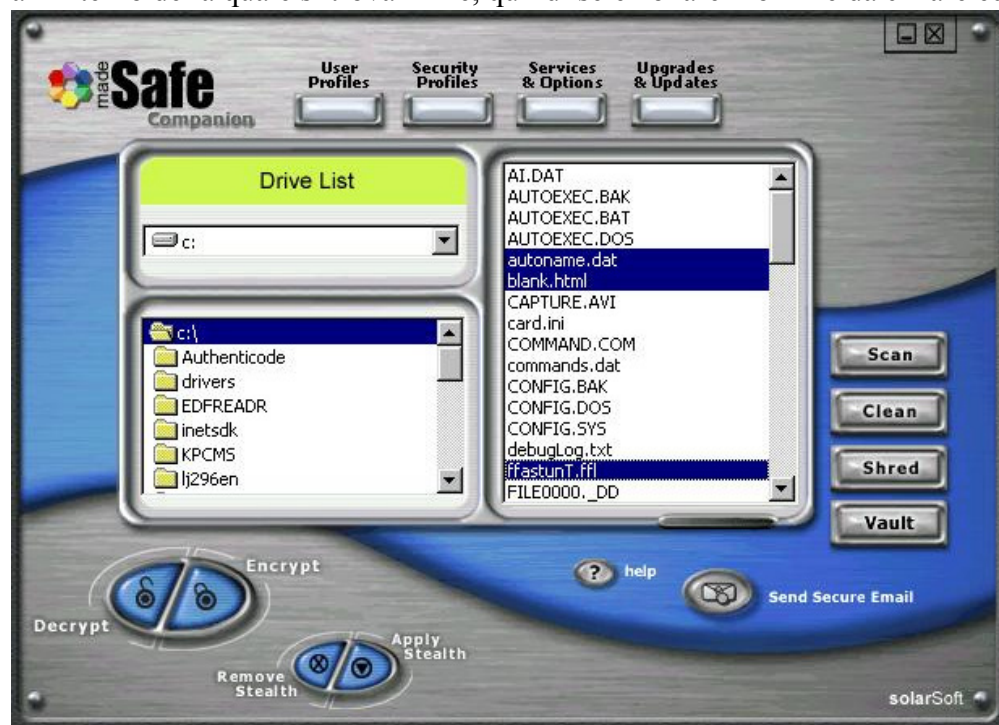 made
Safe
Companion
User
Profiles
Security
Profiles
Services
& Options
Upgrades
& Updates
Drive List
c:
c:\
Authenticode
drivers
EDFREADR
inetsdk
KPCMS
lj296en
AI.DAT
AUTOEXEC.BAK
AUTOEXEC.BAT
AUTOEXEC.DOS
autoname.dat
blank.html
CAPTURE.AVI
card.ini
COMMAND.COM
commands.dat
CONFIG.BAK
CONFIG.DOS
CONFIG.SYS
debugLog.txt
ffastunT.ffl
FILE0000._DD
Scan
Clean
Shred
Vault
Encrypt
Decrypt
? help
Send Secure Email
Apply
Stealth
Remove
Stealth
solarSoft